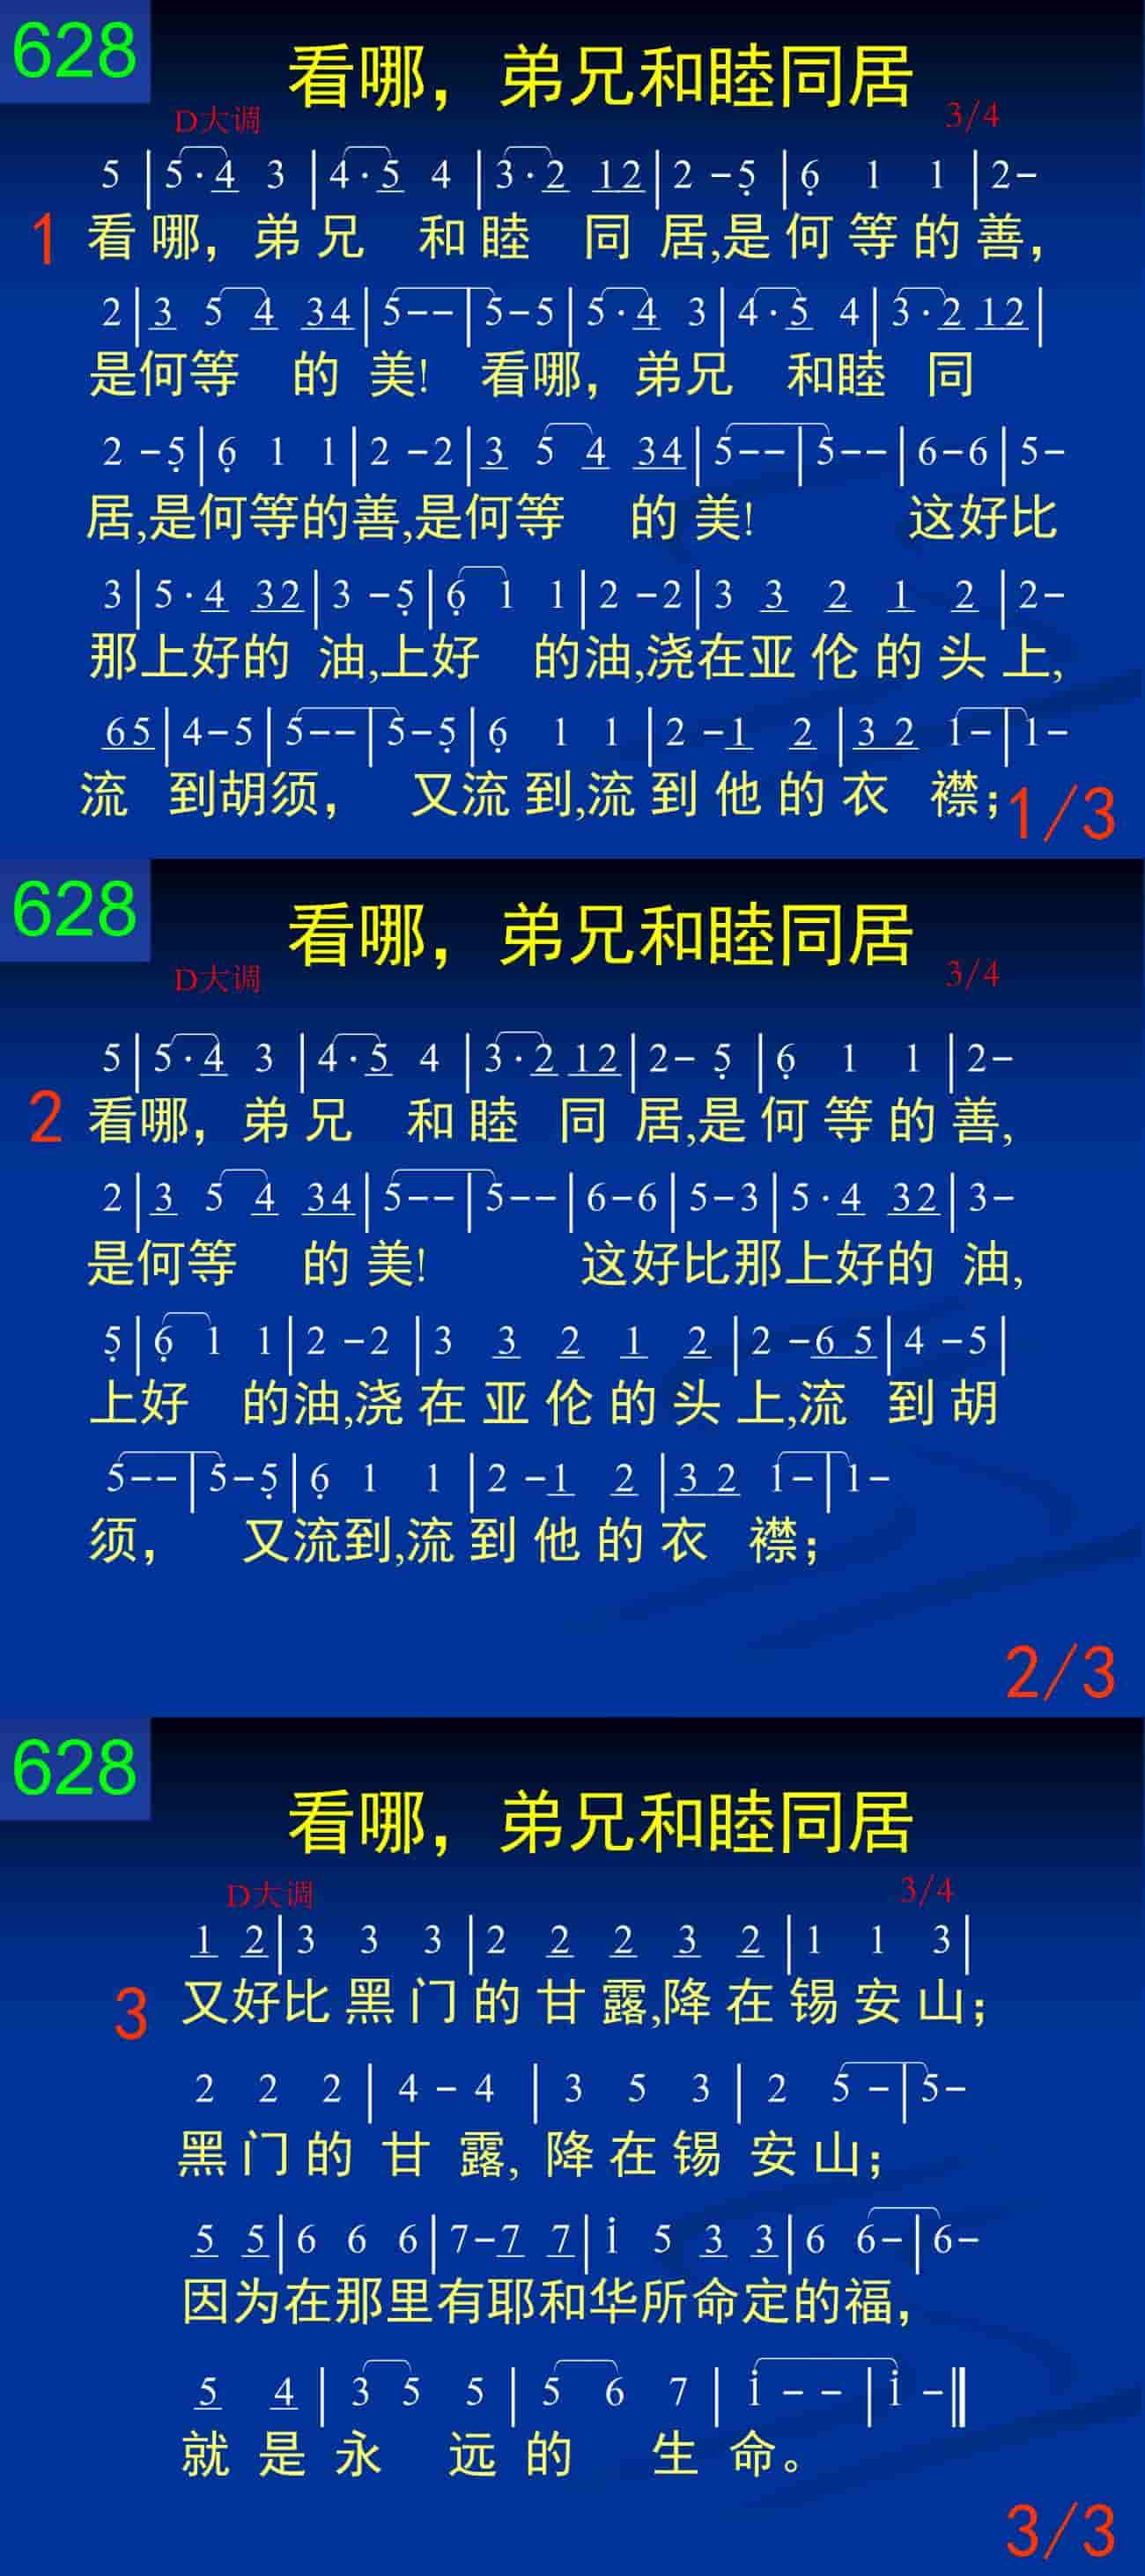 628
看哪，弟兄和睦同居
D大调 3/4
5 | 5·4 3 | 4·5 4 | 3·2 12 | 2 -5̣ | 6̣ 1 1 | 2-
1 看哪，弟兄 和睦 同 居,是何等的善，
2 | 3 5 4 34 | 5-- | 5-5 | 5·4 3 | 4·5 4 | 3·2 12 |
是何等 的 美! 看哪，弟兄 和睦 同
2 -5̣ | 6̣ 1 1 | 2 -2 | 3 5 4 34 | 5-- | 5-- | 6-6 | 5-
居,是何等的善,是何等 的 美! 这好比
3 | 5·4 32 | 3 -5̣ | 6̣ 1 1 | 2 -2 | 3 3 2 1 2 | 2-
那上好的 油,上好 的油,浇在亚伦的头上,
65 | 4-5 | 5-- | 5-5̣ | 6̣ 1 1 | 2 -1 2 | 3 2 1- | 1-
流 到胡须， 又流到,流到他的衣 襟；
1/3
628
看哪，弟兄和睦同居
D大调 3/4
5 | 5·4 3 | 4·5 4 | 3·2 12 | 2- 5̣ | 6̣ 1 1 | 2-
2 看哪，弟兄 和睦 同 居,是何等的善,
2 | 3 5 4 34 | 5-- | 5-- | 6-6 | 5-3 | 5·4 32 | 3-
是何等 的 美! 这好比那上好的 油,
5̣ | 6̣ 1 1 | 2 -2 | 3 3 2 1 2 | 2 -6 5 | 4 -5 |
上好 的油,浇在亚伦的头上,流 到胡
5-- | 5-5̣ | 6̣ 1 1 | 2 -1 2 | 3 2 1- | 1-
须， 又流到,流到他的衣 襟；
2/3
628
看哪，弟兄和睦同居
D大调 3/4
1 2 | 3 3 3 | 2 2 2 3 2 | 1 1 3 |
3 又好比黑门的甘露,降在锡安山；
2 2 2 | 4 - 4 | 3 5 3 | 2 5 - | 5-
黑门的 甘 露, 降在锡 安山；
5 5 | 6 6 6 | 7-7 7 | i 5 3 3 | 6 6- | 6-
因为在那里有耶和华所命定的福，
5 4 | 3 5 5 | 5 6 7 | i - - | i - ‖
就 是 永 远 的 生 命。
3/3